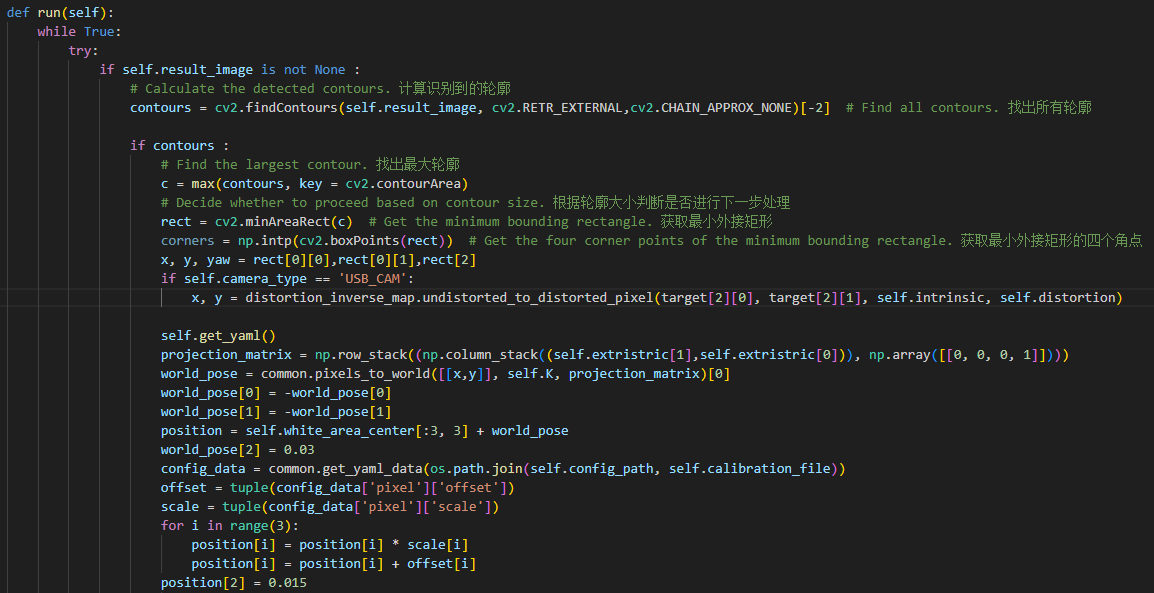 def run(self):
while True:
try:
if self.result_image is not None :
# Calculate the detected contours. 计算识别到的轮廓
contours = cv2.findContours(self.result_image, cv2.RETR_EXTERNAL,cv2.CHAIN_APPROX_NONE)[-2]  # Find all contours. 找出所有轮廓
if contours :
# Find the largest contour. 找出最大轮廓
c = max(contours, key = cv2.contourArea)
# Decide whether to proceed based on contour size. 根据轮廓大小判断是否进行下一步处理
rect = cv2.minAreaRect(c)  # Get the minimum bounding rectangle. 获取最小外接矩形
corners = np.intp(cv2.boxPoints(rect))  # Get the four corner points of the minimum bounding rectangle. 获取最小外接矩形的四个角点
x, y, yaw = rect[0][0],rect[0][1],rect[2]
if self.camera_type == 'USB_CAM':
x, y = distortion_inverse_map.undistorted_to_distorted_pixel(target[2][0], target[2][1], self.intrinsic, self.distortion)
self.get_yaml()
projection_matrix = np.row_stack((np.column_stack((self.extristric[1],self.extristric[0])), np.array([[0, 0, 0, 1]])))
world_pose = common.pixels_to_world([[x,y]], self.K, projection_matrix)[0]
world_pose[0] = -world_pose[0]
world_pose[1] = -world_pose[1]
position = self.white_area_center[:3, 3] + world_pose
world_pose[2] = 0.03
config_data = common.get_yaml_data(os.path.join(self.config_path, self.calibration_file))
offset = tuple(config_data['pixel']['offset'])
scale = tuple(config_data['pixel']['scale'])
for i in range(3):
position[i] = position[i] * scale[i]
position[i] = position[i] + offset[i]
position[2] = 0.015